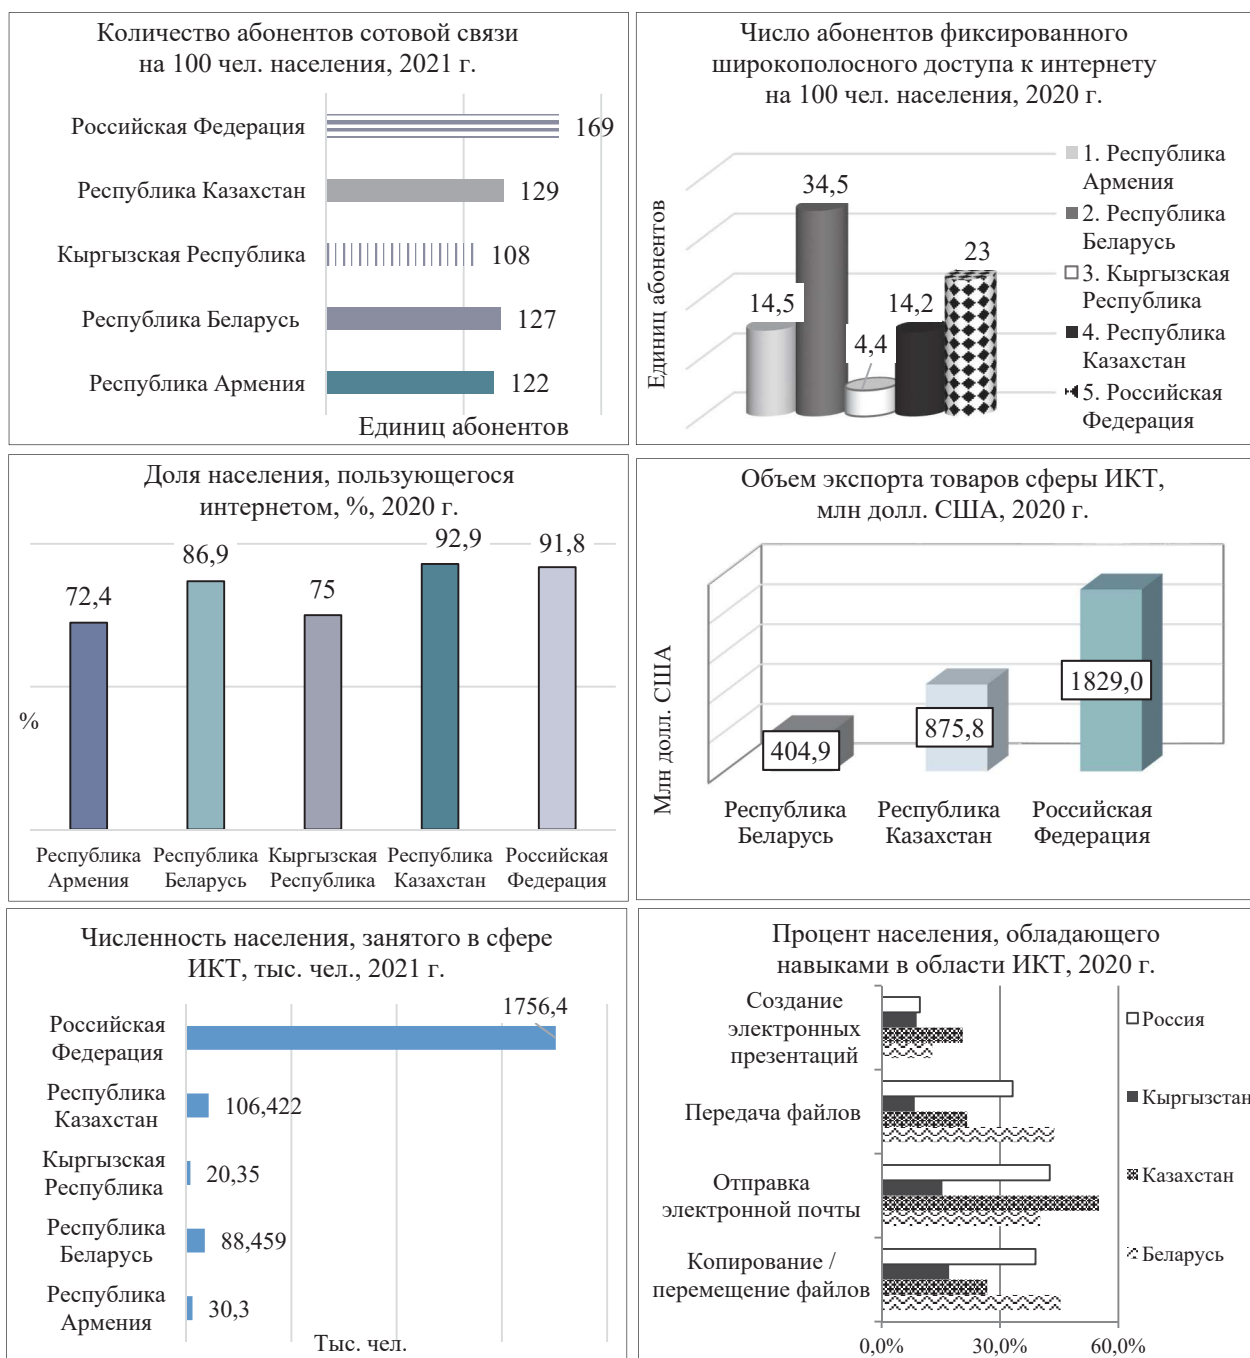 Количество абонентов сотовой связи
на 100 чел. населения, 2021 г.
Российская Федерация
169
Республика Казахстан
129
Кыргызская Республика
108
Республика Беларусь
127
Республика Армения
122
Единиц абонентов
Число абонентов фиксированного
широкополосного доступа к интернету
на 100 чел. населения, 2020 г.
Единиц абонентов
14,5
34,5
4,4
14,2
23
1. Республика
Армения
2. Республика
Беларусь
3. Кыргызская
Республика
4. Республика
Казахстан
5. Российская
Федерация
Доля населения, пользующегося
интернетом, %, 2020 г.
72,4
86,9
75
92,9
91,8
%
Республика
Армения
Республика
Беларусь
Кыргызская
Республика
Республика
Казахстан
Российская
Федерация
Объем экспорта товаров сферы ИКТ,
млн долл. США, 2020 г.
Млн долл. США
404,9
875,8
1829,0
Республика
Беларусь
Республика
Казахстан
Российская
Федерация
Численность населения, занятого в сфере
ИКТ, тыс. чел., 2021 г.
Российская
Федерация
1756,4
Республика
Казахстан
106,422
Кыргызская
Республика
20,35
Республика
Беларусь
88,459
Республика
Армения
30,3
Тыс. чел.
Процент населения, обладающего
навыками в области ИКТ, 2020 г.
Создание
электронных
презентаций
Передача файлов
Отправка
электронной почты
Копирование /
перемещение файлов
0,0%
30,0%
60,0%
Россия
Кыргызстан
Казахстан
Беларусь